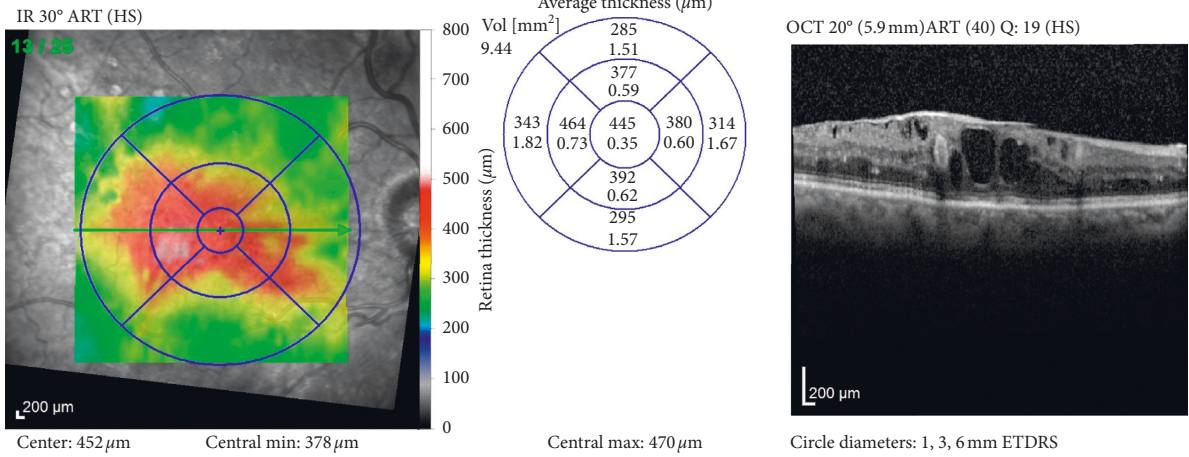 IR 30° ART (HS)
13 / 25
800
700
600
500
400
300
200
100
0
Retina thickness (µm)
200 µm
Center: 452 µm
Central min: 378 µm
Average thickness (µm)
Vol [mm²]
9.44
285
1.51
377
0.59
343
1.82
464
0.73
445
0.35
380
0.60
314
1.67
392
0.62
295
1.57
Central max: 470 µm
OCT 20° (5.9 mm)ART (40) Q: 19 (HS)
200 µm
Circle diameters: 1, 3, 6 mm ETDRS